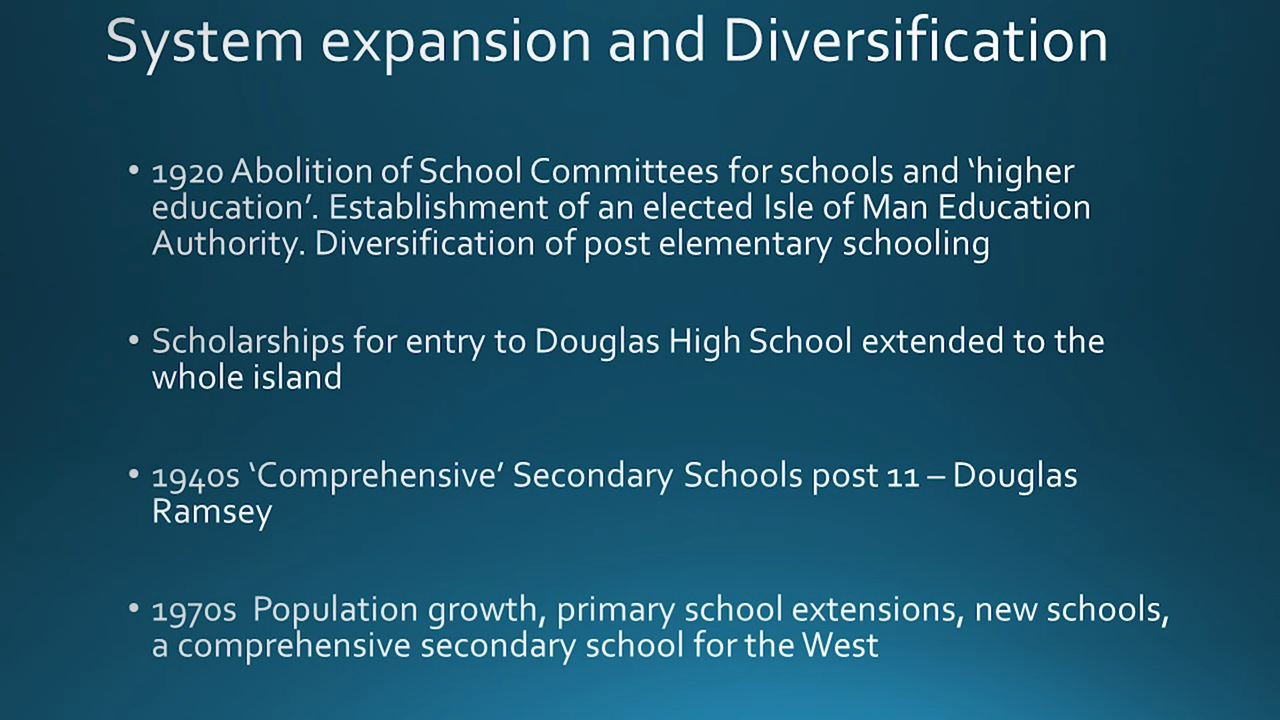 System expansion and Diversification
• 1920 Abolition of School Committees for schools and ‘higher
education’. Establishment of an elected Isle of Man Education
Authority. Diversification of post elementary schooling
• Scholarships for entry to Douglas High School extended to the
whole island
• 1940s ‘Comprehensive’ Secondary Schools post 11 – Douglas
Ramsey
• 1970s  Population growth, primary school extensions, new schools,
a comprehensive secondary school for the West